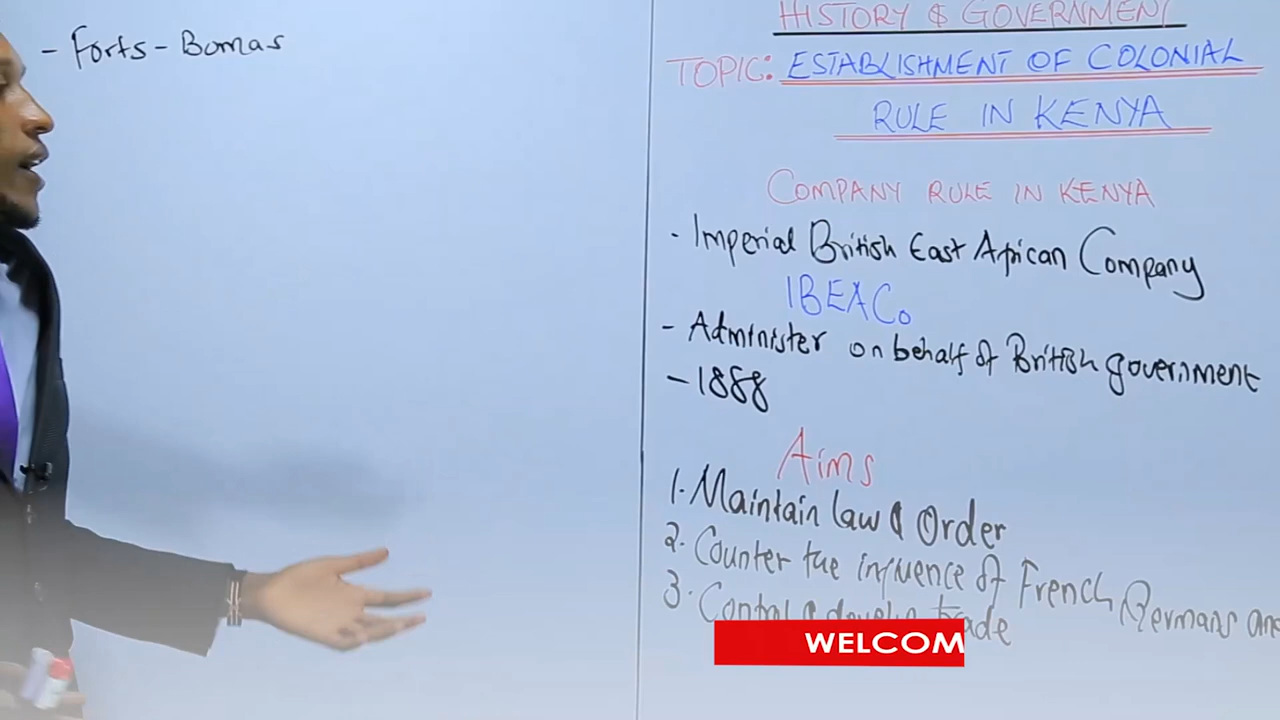 - Forts - Bomas
HISTORY & GOVERNMENT
TOPIC: ESTABLISHMENT OF COLONIAL
RULE IN KENYA
COMPANY RULE IN KENYA
- Imperial British East African Company
IBEACo
- Administer on behalf of British government
- 1888
Aims
1. Maintain law & Order
2. Counter the influence of French, Germans and
3. Control & develop trade
WELCOM